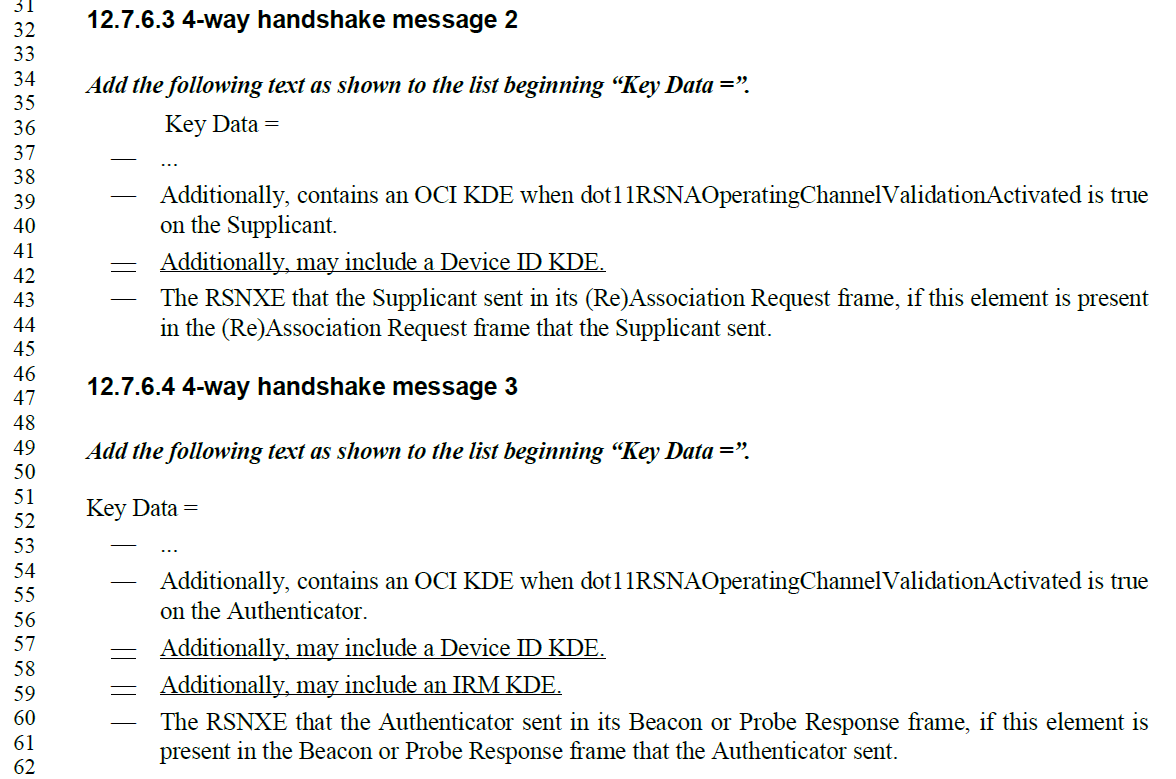 31
32 12.7.6.3 4-way handshake message 2
33
34 Add the following text as shown to the list beginning “Key Data =”.
35
36 Key Data =
37 — ...
38
39 — Additionally, contains an OCI KDE when dot11RSNAOperatingChannelValidationActivated is true
40 on the Supplicant.
41
42 — Additionally, may include a Device ID KDE.
43 — The RSNXE that the Supplicant sent in its (Re)Association Request frame, if this element is present
44 in the (Re)Association Request frame that the Supplicant sent.
45
46 12.7.6.4 4-way handshake message 3
47
48
49 Add the following text as shown to the list beginning “Key Data =”.
50
51 Key Data =
52
53 — ...
54 — Additionally, contains an OCI KDE when dot11RSNAOperatingChannelValidationActivated is true
55
56 on the Authenticator.
57 — Additionally, may include a Device ID KDE.
58
59 — Additionally, may include an IRM KDE.
60 — The RSNXE that the Authenticator sent in its Beacon or Probe Response frame, if this element is
61 present in the Beacon or Probe Response frame that the Authenticator sent.
62